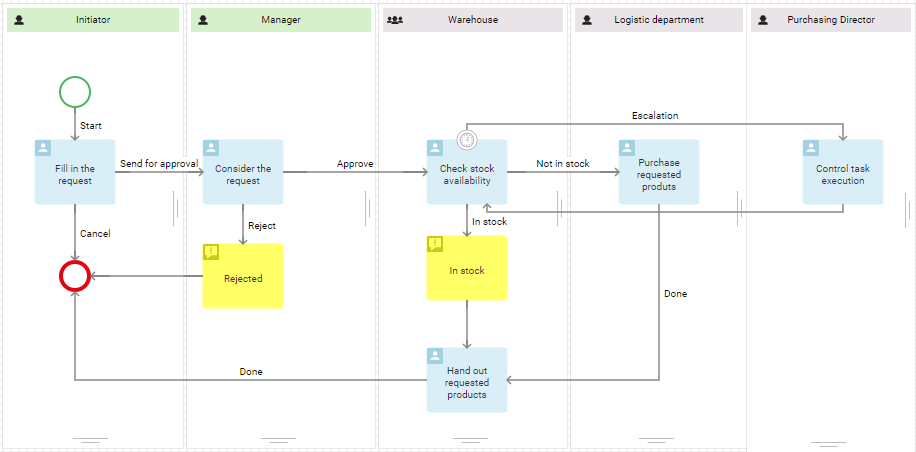 Initiator
Manager
Warehouse
Logistic department
Purchasing Director
Escalation
Start
Fill in the
request
Send for approval
Consider the
request
Approve
Check stock
availability
Not in stock
Purchase
requested
produts
Control task
execution
Cancel
Reject
In stock
Rejected
In stock
Done
Done
Hand out
requested
products